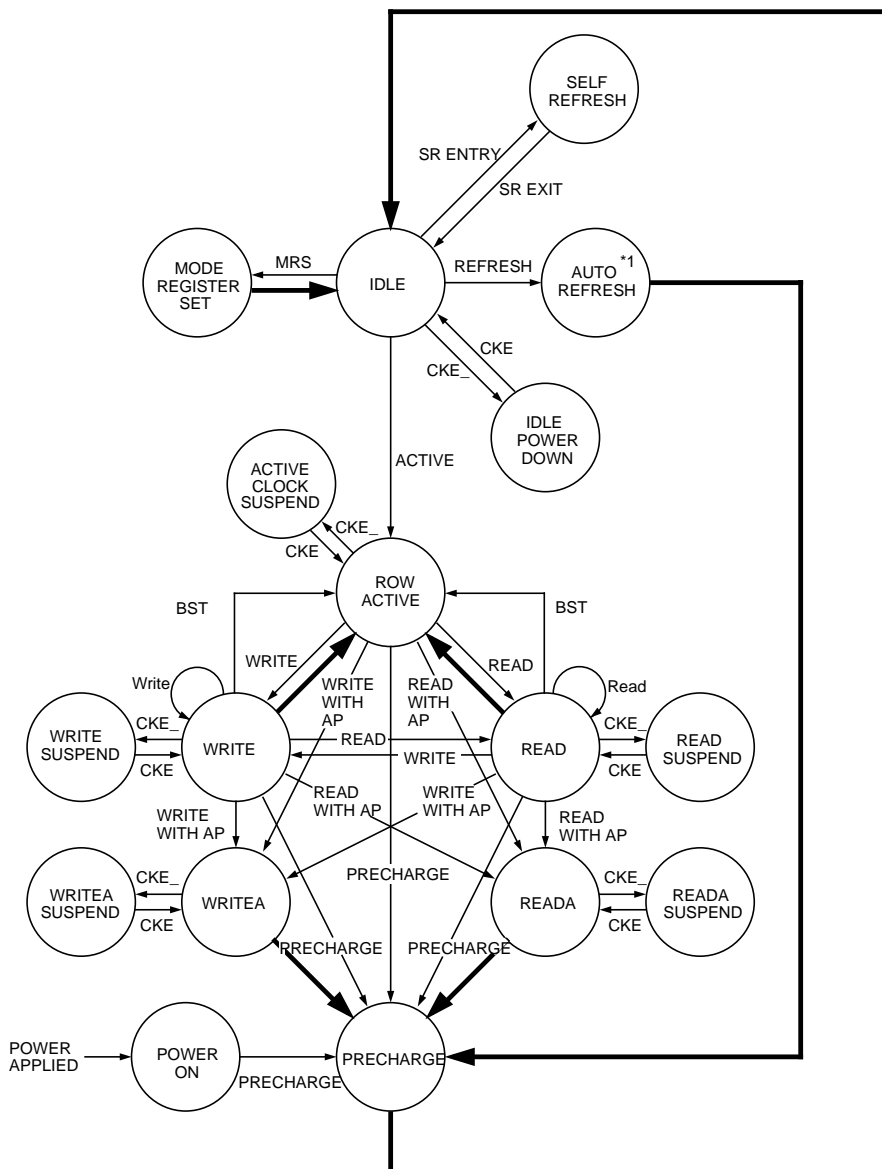 SELF
REFRESH
SR ENTRY
SR EXIT
MODE
REGISTER
SET
MRS
IDLE
REFRESH
AUTO
REFRESH
*1
CKE
CKE_
IDLE
POWER
DOWN
ACTIVE
ACTIVE
CLOCK
SUSPEND
CKE_
CKE
ROW
ACTIVE
BST
BST
WRITE
READ
Write
WRITE
WITH
AP
READ
WITH
AP
Read
WRITE
SUSPEND
CKE_
CKE
WRITE
READ
WRITE
READ
CKE_
CKE
READ
SUSPEND
WRITE
WITH AP
READ
WITH AP
WRITE
WITH AP
READ
WITH AP
WRITEA
SUSPEND
CKE_
CKE
WRITEA
PRECHARGE
READA
CKE_
CKE
READA
SUSPEND
PRECHARGE
PRECHARGE
POWER
APPLIED
POWER
ON
PRECHARGE
PRECHARGE